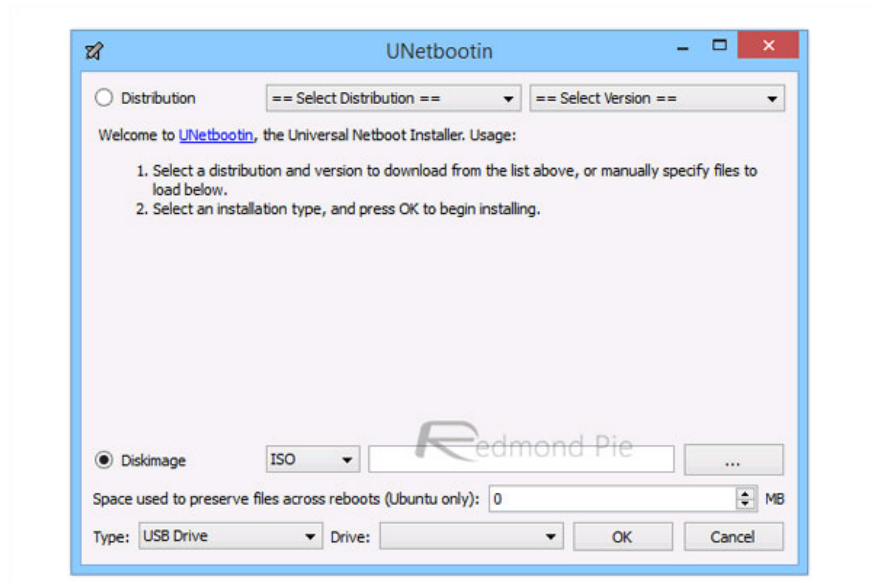 UNetbootin
Distribution == Select Distribution == == Select Version ==
Welcome to UNetbootin, the Universal Netboot Installer. Usage:
1. Select a distribution and version to download from the list above, or manually specify files to
load below.
2. Select an installation type, and press OK to begin installing.
Redmond Pie
Diskimage ISO ...
Space used to preserve files across reboots (Ubuntu only): 0 MB
Type: USB Drive Drive: OK Cancel